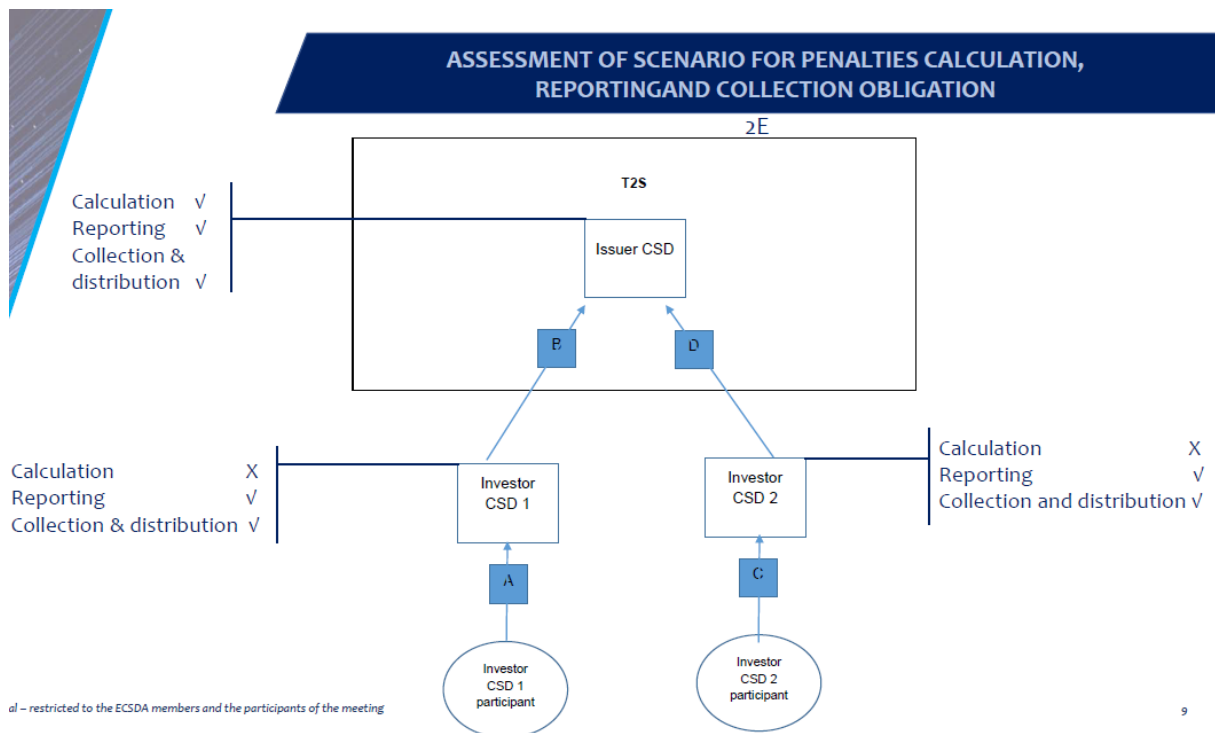 ASSESSMENT OF SCENARIO FOR PENALTIES CALCULATION,
REPORTINGAND COLLECTION OBLIGATION
2E
T2S
Calculation √
Reporting √
Collection &
distribution √
Issuer CSD
B
D
Calculation X
Reporting √
Collection & distribution √
Investor
CSD 1
Investor
CSD 2
Calculation X
Reporting √
Collection and distribution √
A
C
Investor
CSD 1
participant
Investor
CSD 2
participant
al – restricted to the ECSDA members and the participants of the meeting
9